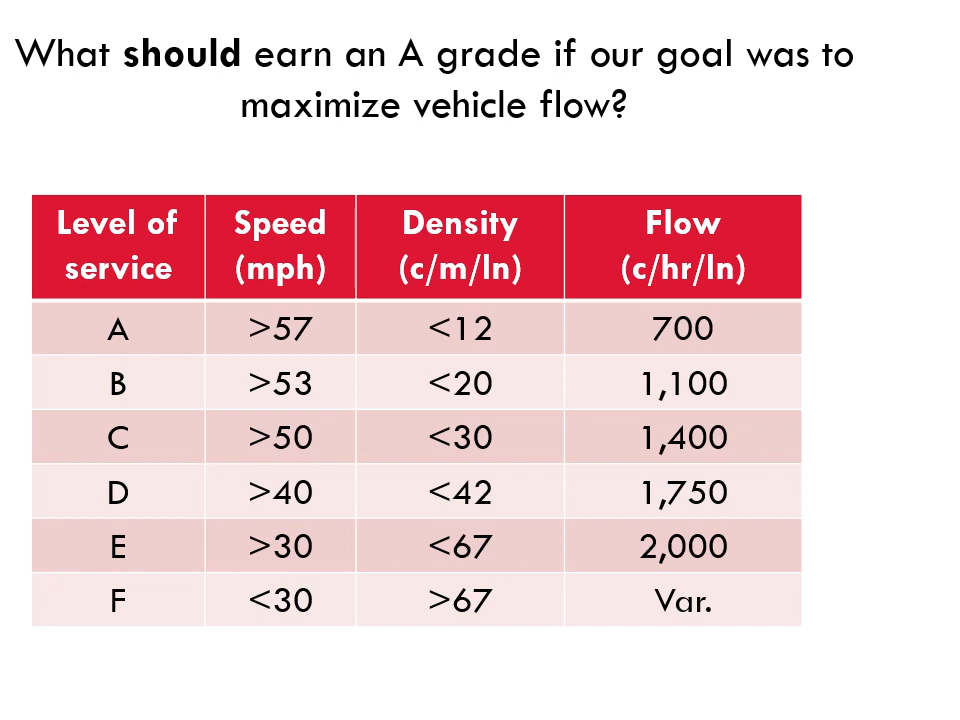 What should earn an A grade if our goal was to
maximize vehicle flow?
Level of service Speed (mph) Density (c/m/ln) Flow (c/hr/ln)
A >57 <12 700
B >53 <20 1,100
C >50 <30 1,400
D >40 <42 1,750
E >30 <67 2,000
F <30 >67 Var.